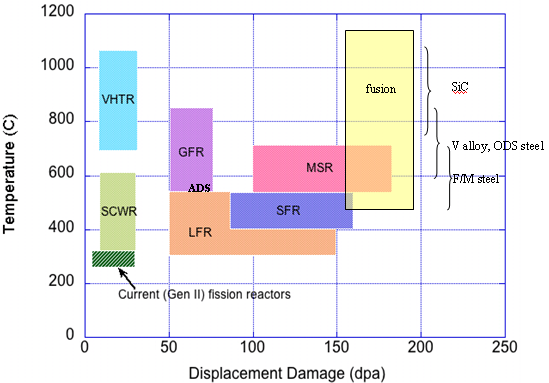 1200
1000
800
600
400
200
0
Temperature (C)
VHTR
GFR
ADS
SCWR
LFR
SFR
MSR
fusion
SiC
V alloy, ODS steel
F/M steel
Current (Gen II) fission reactors
0 50 100 150 200 250
Displacement Damage (dpa)